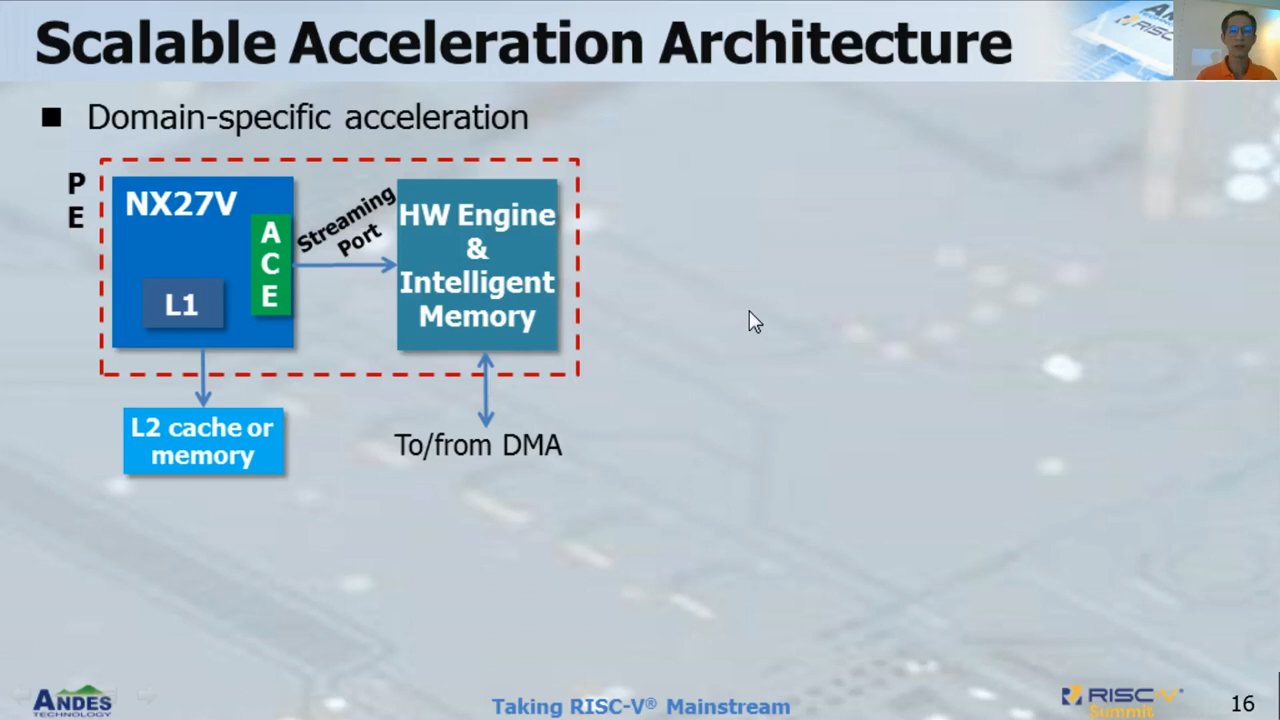 Scalable Acceleration Architecture
■ Domain-specific acceleration
P
E
NX27V
A
C
E
L1
Streaming
Port
HW Engine
&
Intelligent
Memory
L2 cache or
memory
To/from DMA
ANDES
TECHNOLOGY
Taking RISC-V® Mainstream
RISC-V®
Summit
16